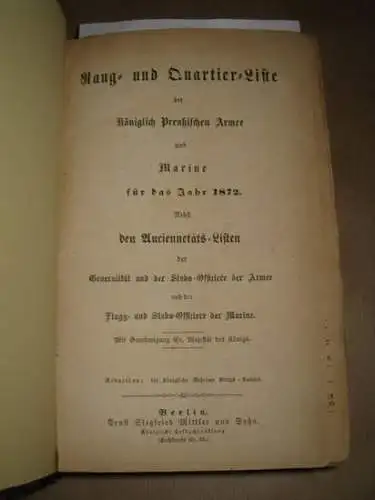 Rang- und Quartier-Liste
der
Königlich Preußischen Armee
und
Marine
für das Jahr 1872.
Nebst
den Anciennetäts-Listen
der
Generalität und der Stabs-Offiziere der Armee
und der
Flagg- und Stabs-Offiziere der Marine.
Mit Genehmigung Sr. Majestät des Königs.
Redaktion: die Königliche Geheime Kriegs-Kanzlei.
Berlin.
Ernst Siegfried Mittler und Sohn.
Königliche Hofbuchhandlung